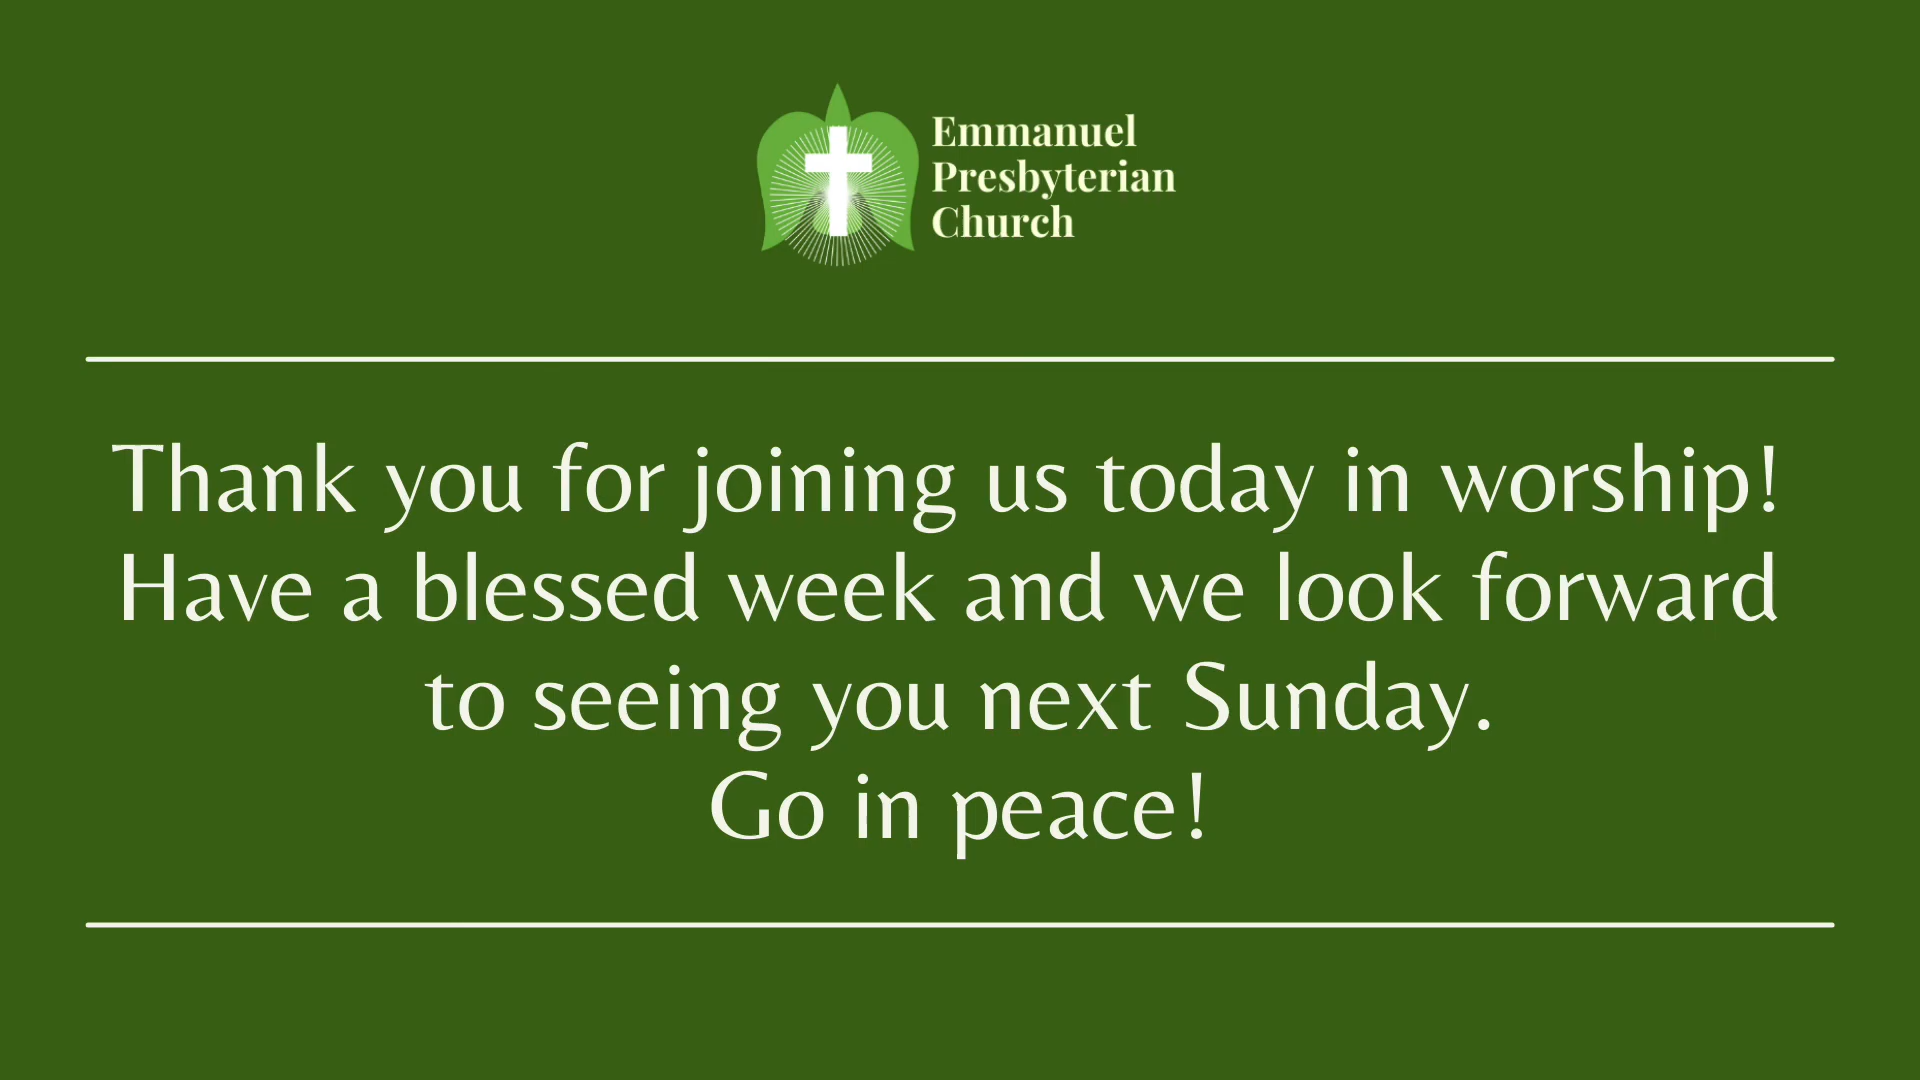 Emmanuel
Presbyterian
Church
Thank you for joining us today in worship!
Have a blessed week and we look forward
to seeing you next Sunday.
Go in peace!